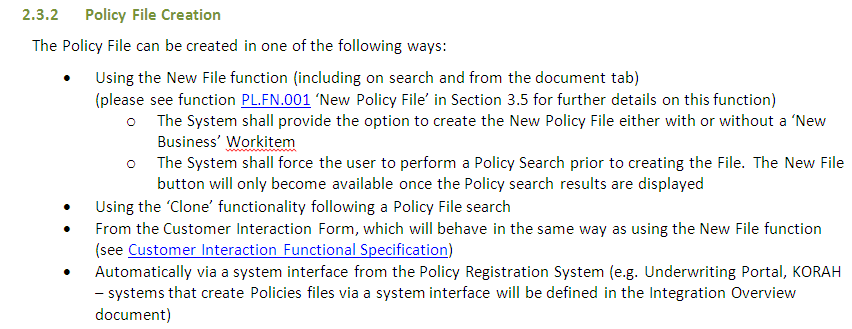 2.3.2 Policy File Creation
The Policy File can be created in one of the following ways:
• Using the New File function (including on search and from the document tab)
(please see function PL.FN.001 ‘New Policy File’ in Section 3.5 for further details on this function)
o The System shall provide the option to create the New Policy File either with or without a ‘New
Business’ Workitem
o The System shall force the user to perform a Policy Search prior to creating the File. The New File
button will only become available once the Policy search results are displayed
• Using the ‘Clone’ functionality following a Policy File search
• From the Customer Interaction Form, which will behave in the same way as using the New File function
(see Customer Interaction Functional Specification)
• Automatically via a system interface from the Policy Registration System (e.g. Underwriting Portal, KORAH
– systems that create Policies files via a system interface will be defined in the Integration Overview
document)